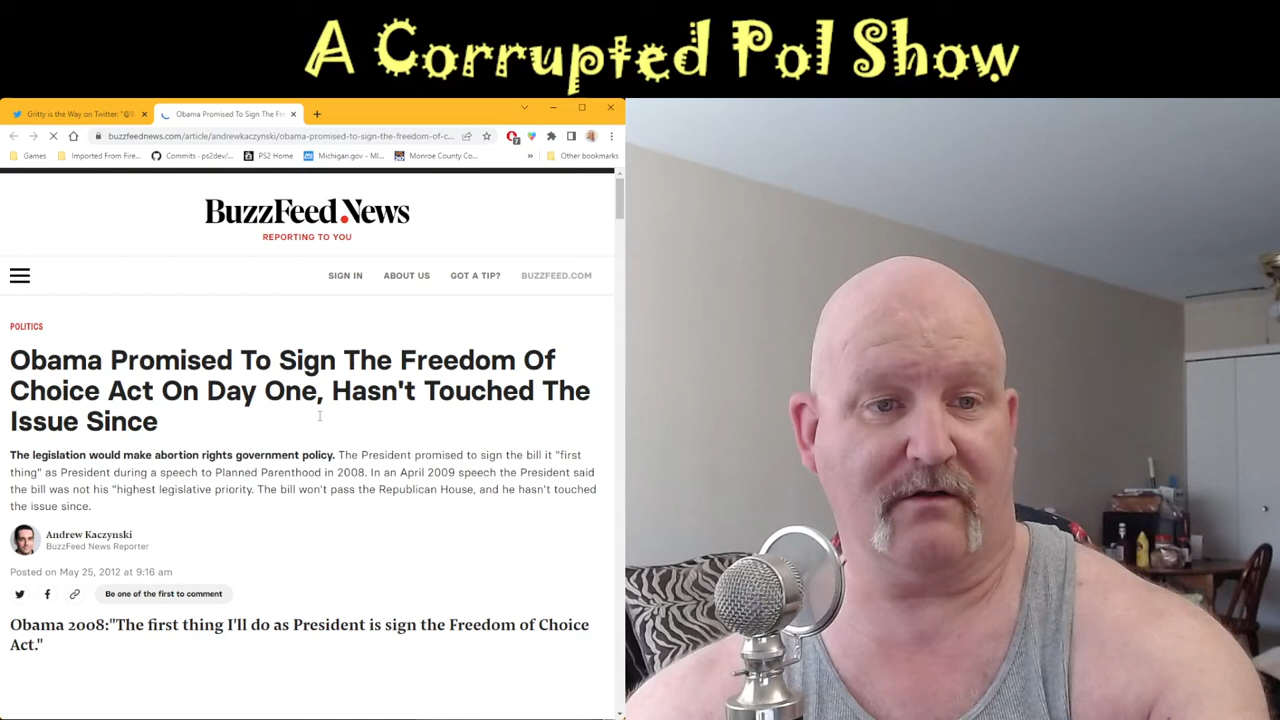 A Corrupted Pol Show
Gritty is the Way on Twitter: "@B
Obama Promised To Sign The Fre
buzzfeednews.com/article/andrewkaczynski/obama-promised-to-sign-the-freedom-of-c...
Games
Imported From Fire...
Commits · ps2dev/...
PS2 Home
Michigan.gov - MI...
Monroe County Co...
»
Other bookmarks
BuzzFeed.News
REPORTING TO YOU
SIGN IN
ABOUT US
GOT A TIP?
BUZZFEED.COM
POLITICS
Obama Promised To Sign The Freedom Of
Choice Act On Day One, Hasn't Touched The
Issue Since
The legislation would make abortion rights government policy. The President promised to sign the bill it "first
thing" as President during a speech to Planned Parenthood in 2008. In an April 2009 speech the President said
the bill was not his "highest legislative priority. The bill won't pass the Republican House, and he hasn't touched
the issue since.
Andrew Kaczynski
BuzzFeed News Reporter
Posted on May 25, 2012 at 9:16 am
Be one of the first to comment
Obama 2008:"The first thing I'll do as President is sign the Freedom of Choice
Act."